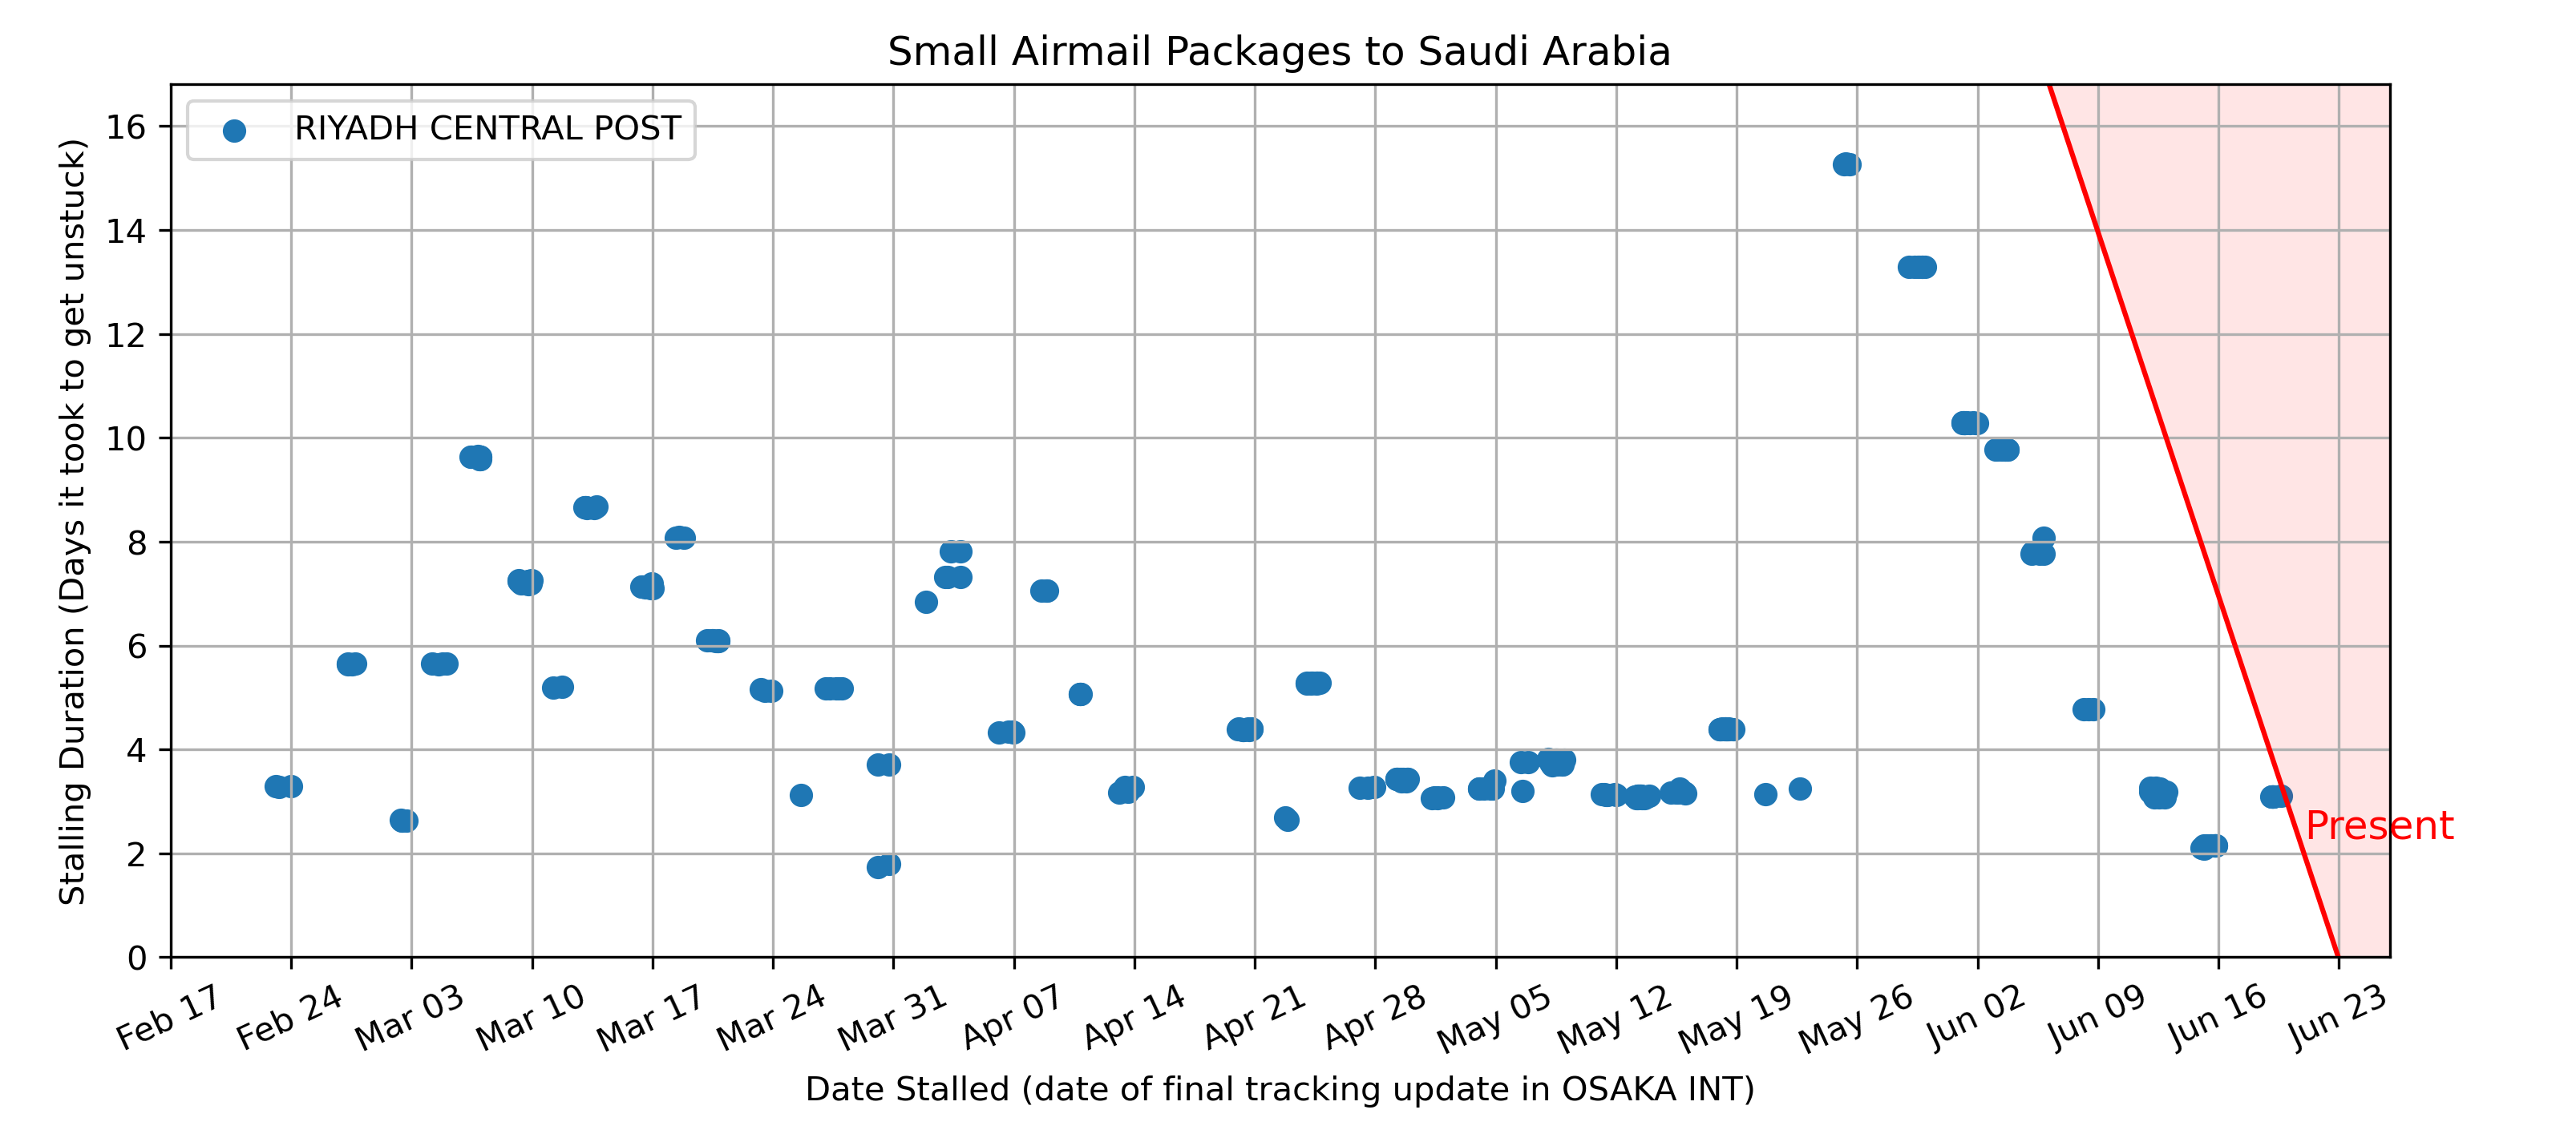 Small Airmail Packages to Saudi Arabia
RIYADH CENTRAL POST
Stalling Duration (Days it took to get unstuck)
16
14
12
10
8
6
4
2
0
Present
Feb 17
Feb 24
Mar 03
Mar 10
Mar 17
Mar 24
Mar 31
Apr 07
Apr 14
Apr 21
Apr 28
May 05
May 12
May 19
May 26
Jun 02
Jun 09
Jun 16
Jun 23
Date Stalled (date of final tracking update in OSAKA INT)